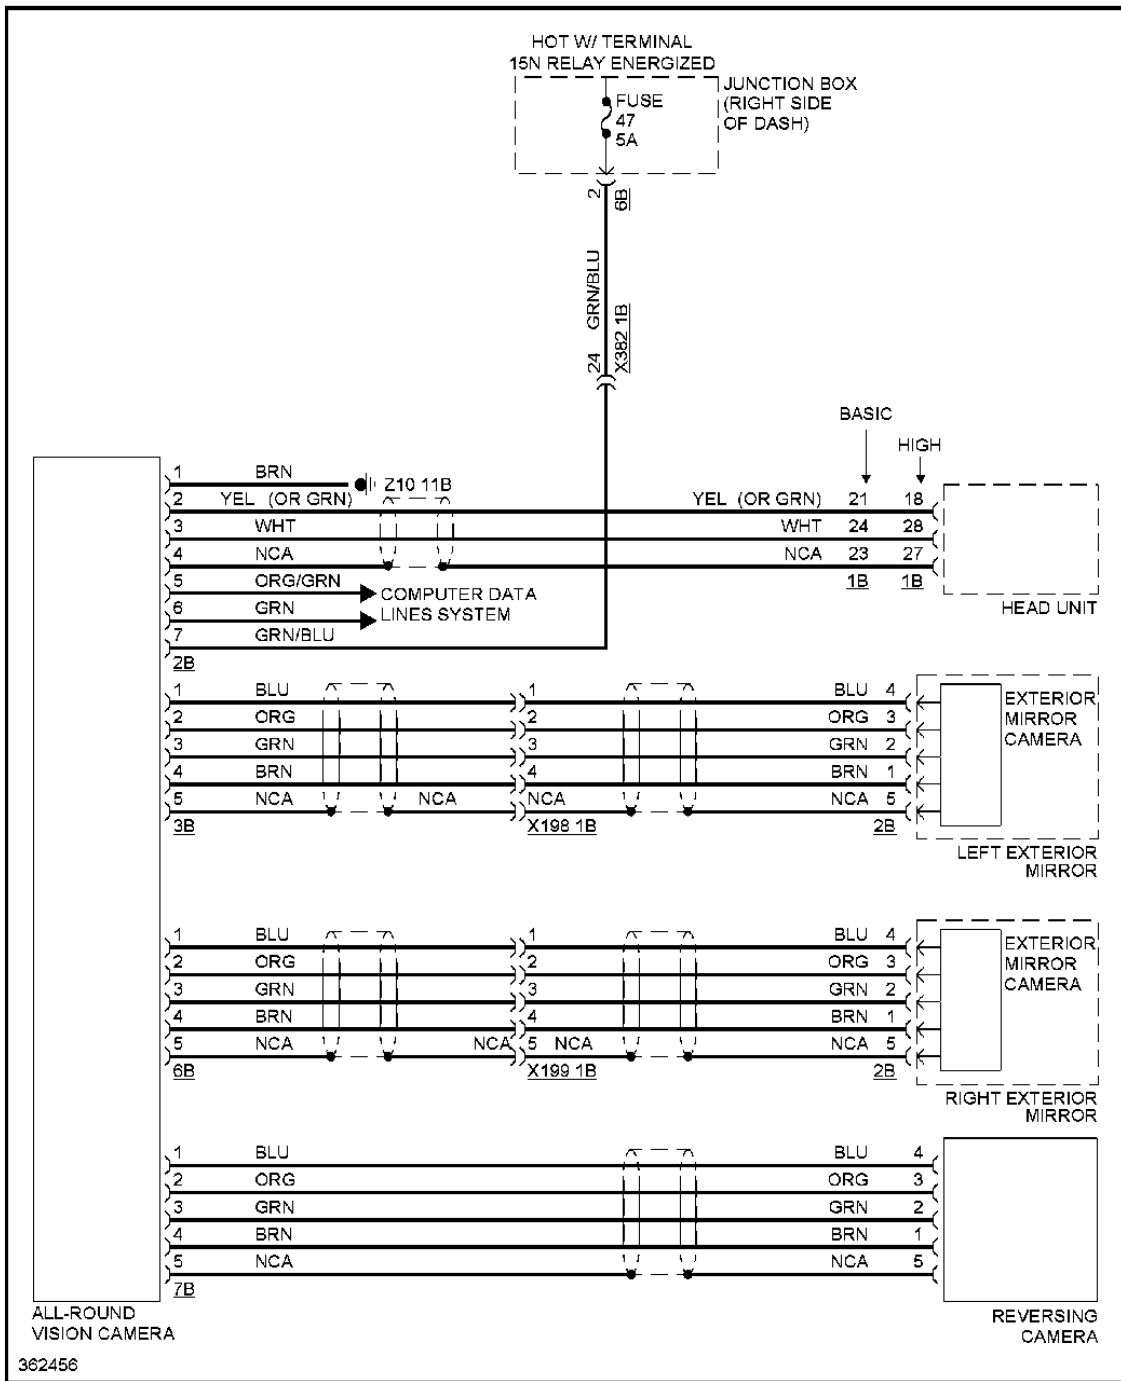 HOT W/ TERMINAL
15N RELAY ENERGIZED
JUNCTION BOX
(RIGHT SIDE
OF DASH)
FUSE
47
5A
2
6B
GRN/BLU
24
X382 1B
BASIC
HIGH
1 BRN Z10 11B
2 YEL (OR GRN) YEL (OR GRN) 21 18
3 WHT WHT 24 28
4 NCA NCA 23 27
5 ORG/GRN COMPUTER DATA 1B 1B
6 GRN LINES SYSTEM HEAD UNIT
7 GRN/BLU
2B
1 BLU 1 BLU 4 EXTERIOR
2 ORG 2 ORG 3 MIRROR
3 GRN 3 GRN 2 CAMERA
4 BRN 4 BRN 1
5 NCA NCA NCA NCA 5
3B X198 1B 2B
LEFT EXTERIOR
MIRROR
1 BLU 1 BLU 4 EXTERIOR
2 ORG 2 ORG 3 MIRROR
3 GRN 3 GRN 2 CAMERA
4 BRN 4 BRN 1
5 NCA NCA 5 NCA NCA 5
6B X199 1B 2B
RIGHT EXTERIOR
MIRROR
1 BLU BLU 4
2 ORG ORG 3
3 GRN GRN 2
4 BRN BRN 1
5 NCA NCA 5
7B
ALL-ROUND
VISION CAMERA
REVERSING
CAMERA
362456